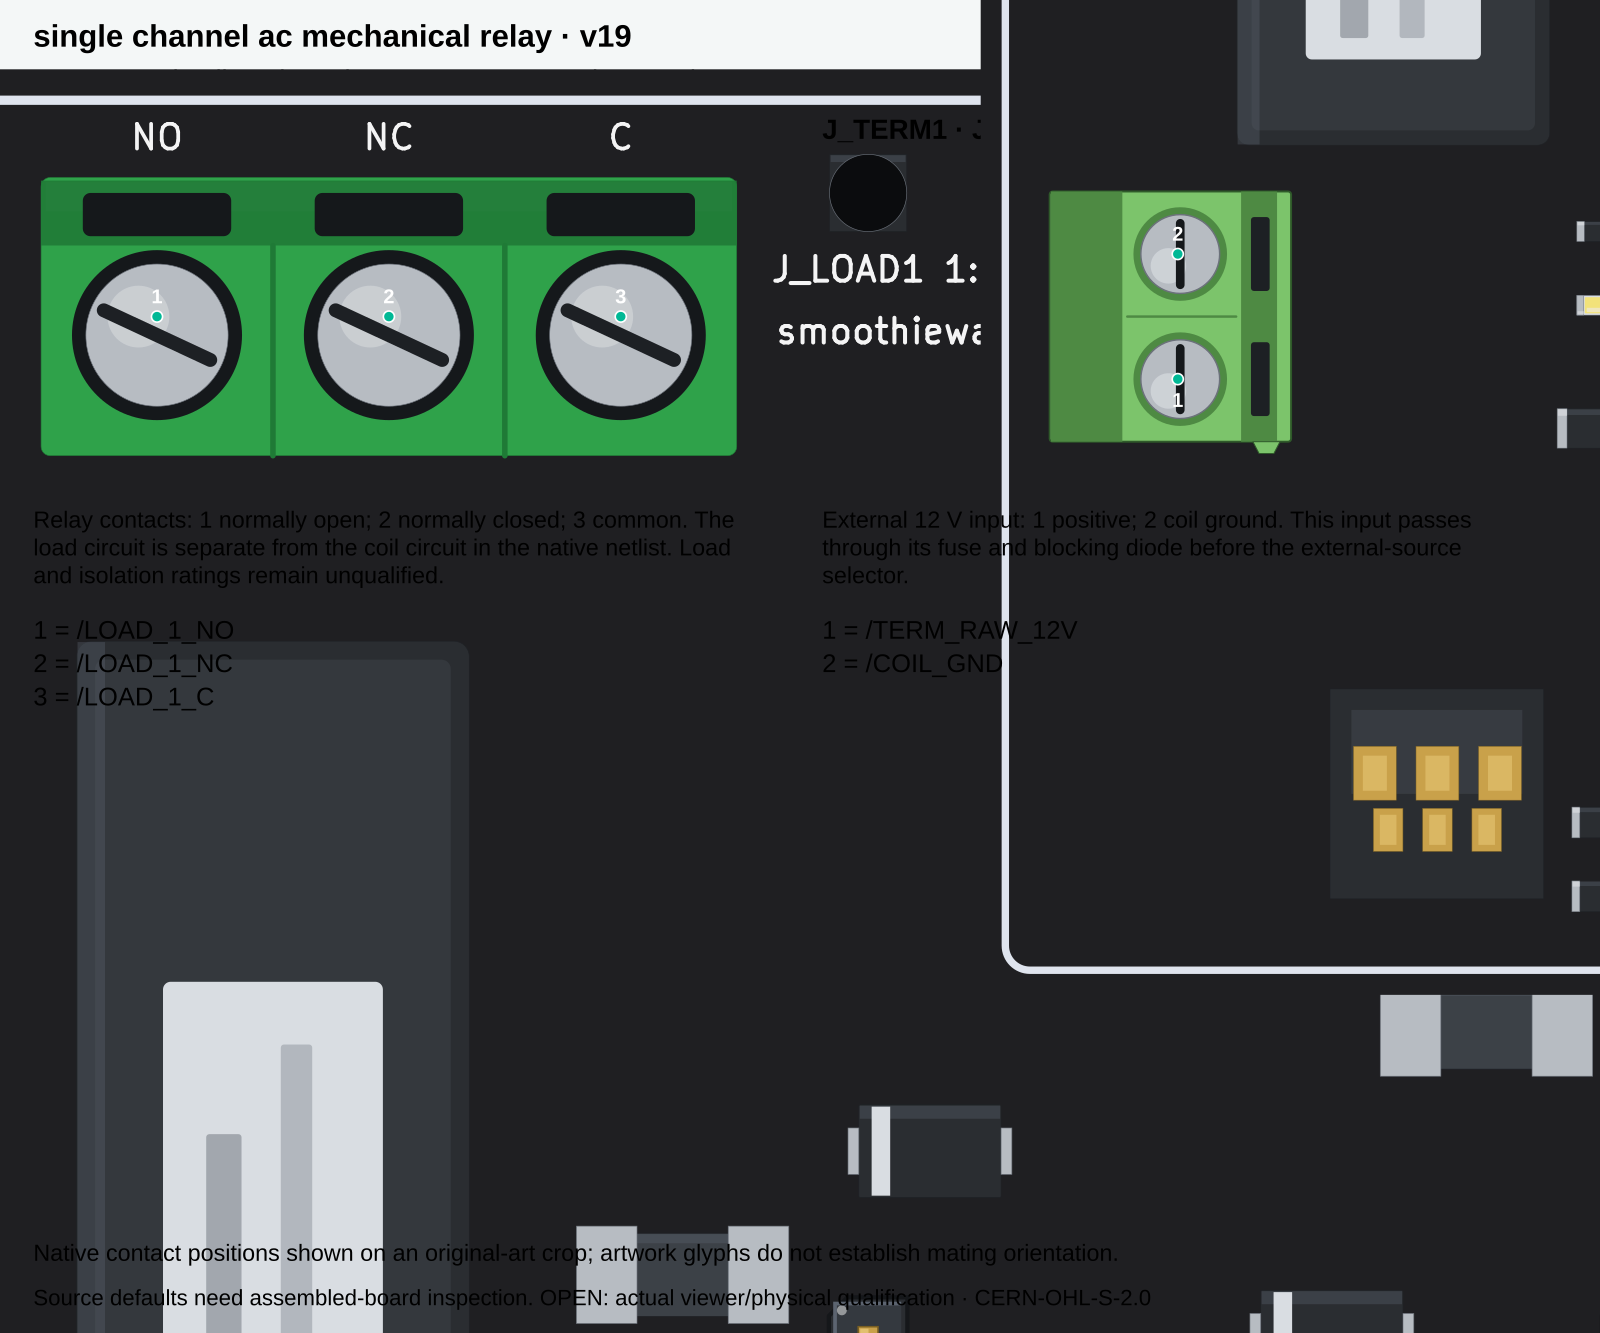 single channel ac mechanical relay · v19
NO NC C
J_TERM1 ·
1 2 3
J_LOAD1 1:
2
1
Relay contacts: 1 normally open; 2 normally closed; 3 common. The
load circuit is separate from the coil circuit in the native netlist. Load
and isolation ratings remain unqualified.
1 = /LOAD_1_NO
2 = /LOAD_1_NC
3 = /LOAD_1_C
External 12 V input: 1 positive; 2 coil ground. This input passes
through its fuse and blocking diode before the external-source
selector.
1 = /TERM_RAW_12V
2 = /COIL_GND
Native contact positions shown on an original-art crop; artwork glyphs do not establish mating orientation.
Source defaults need assembled-board inspection. OPEN: actual viewer/physical qualification · CERN-OHL-S-2.0